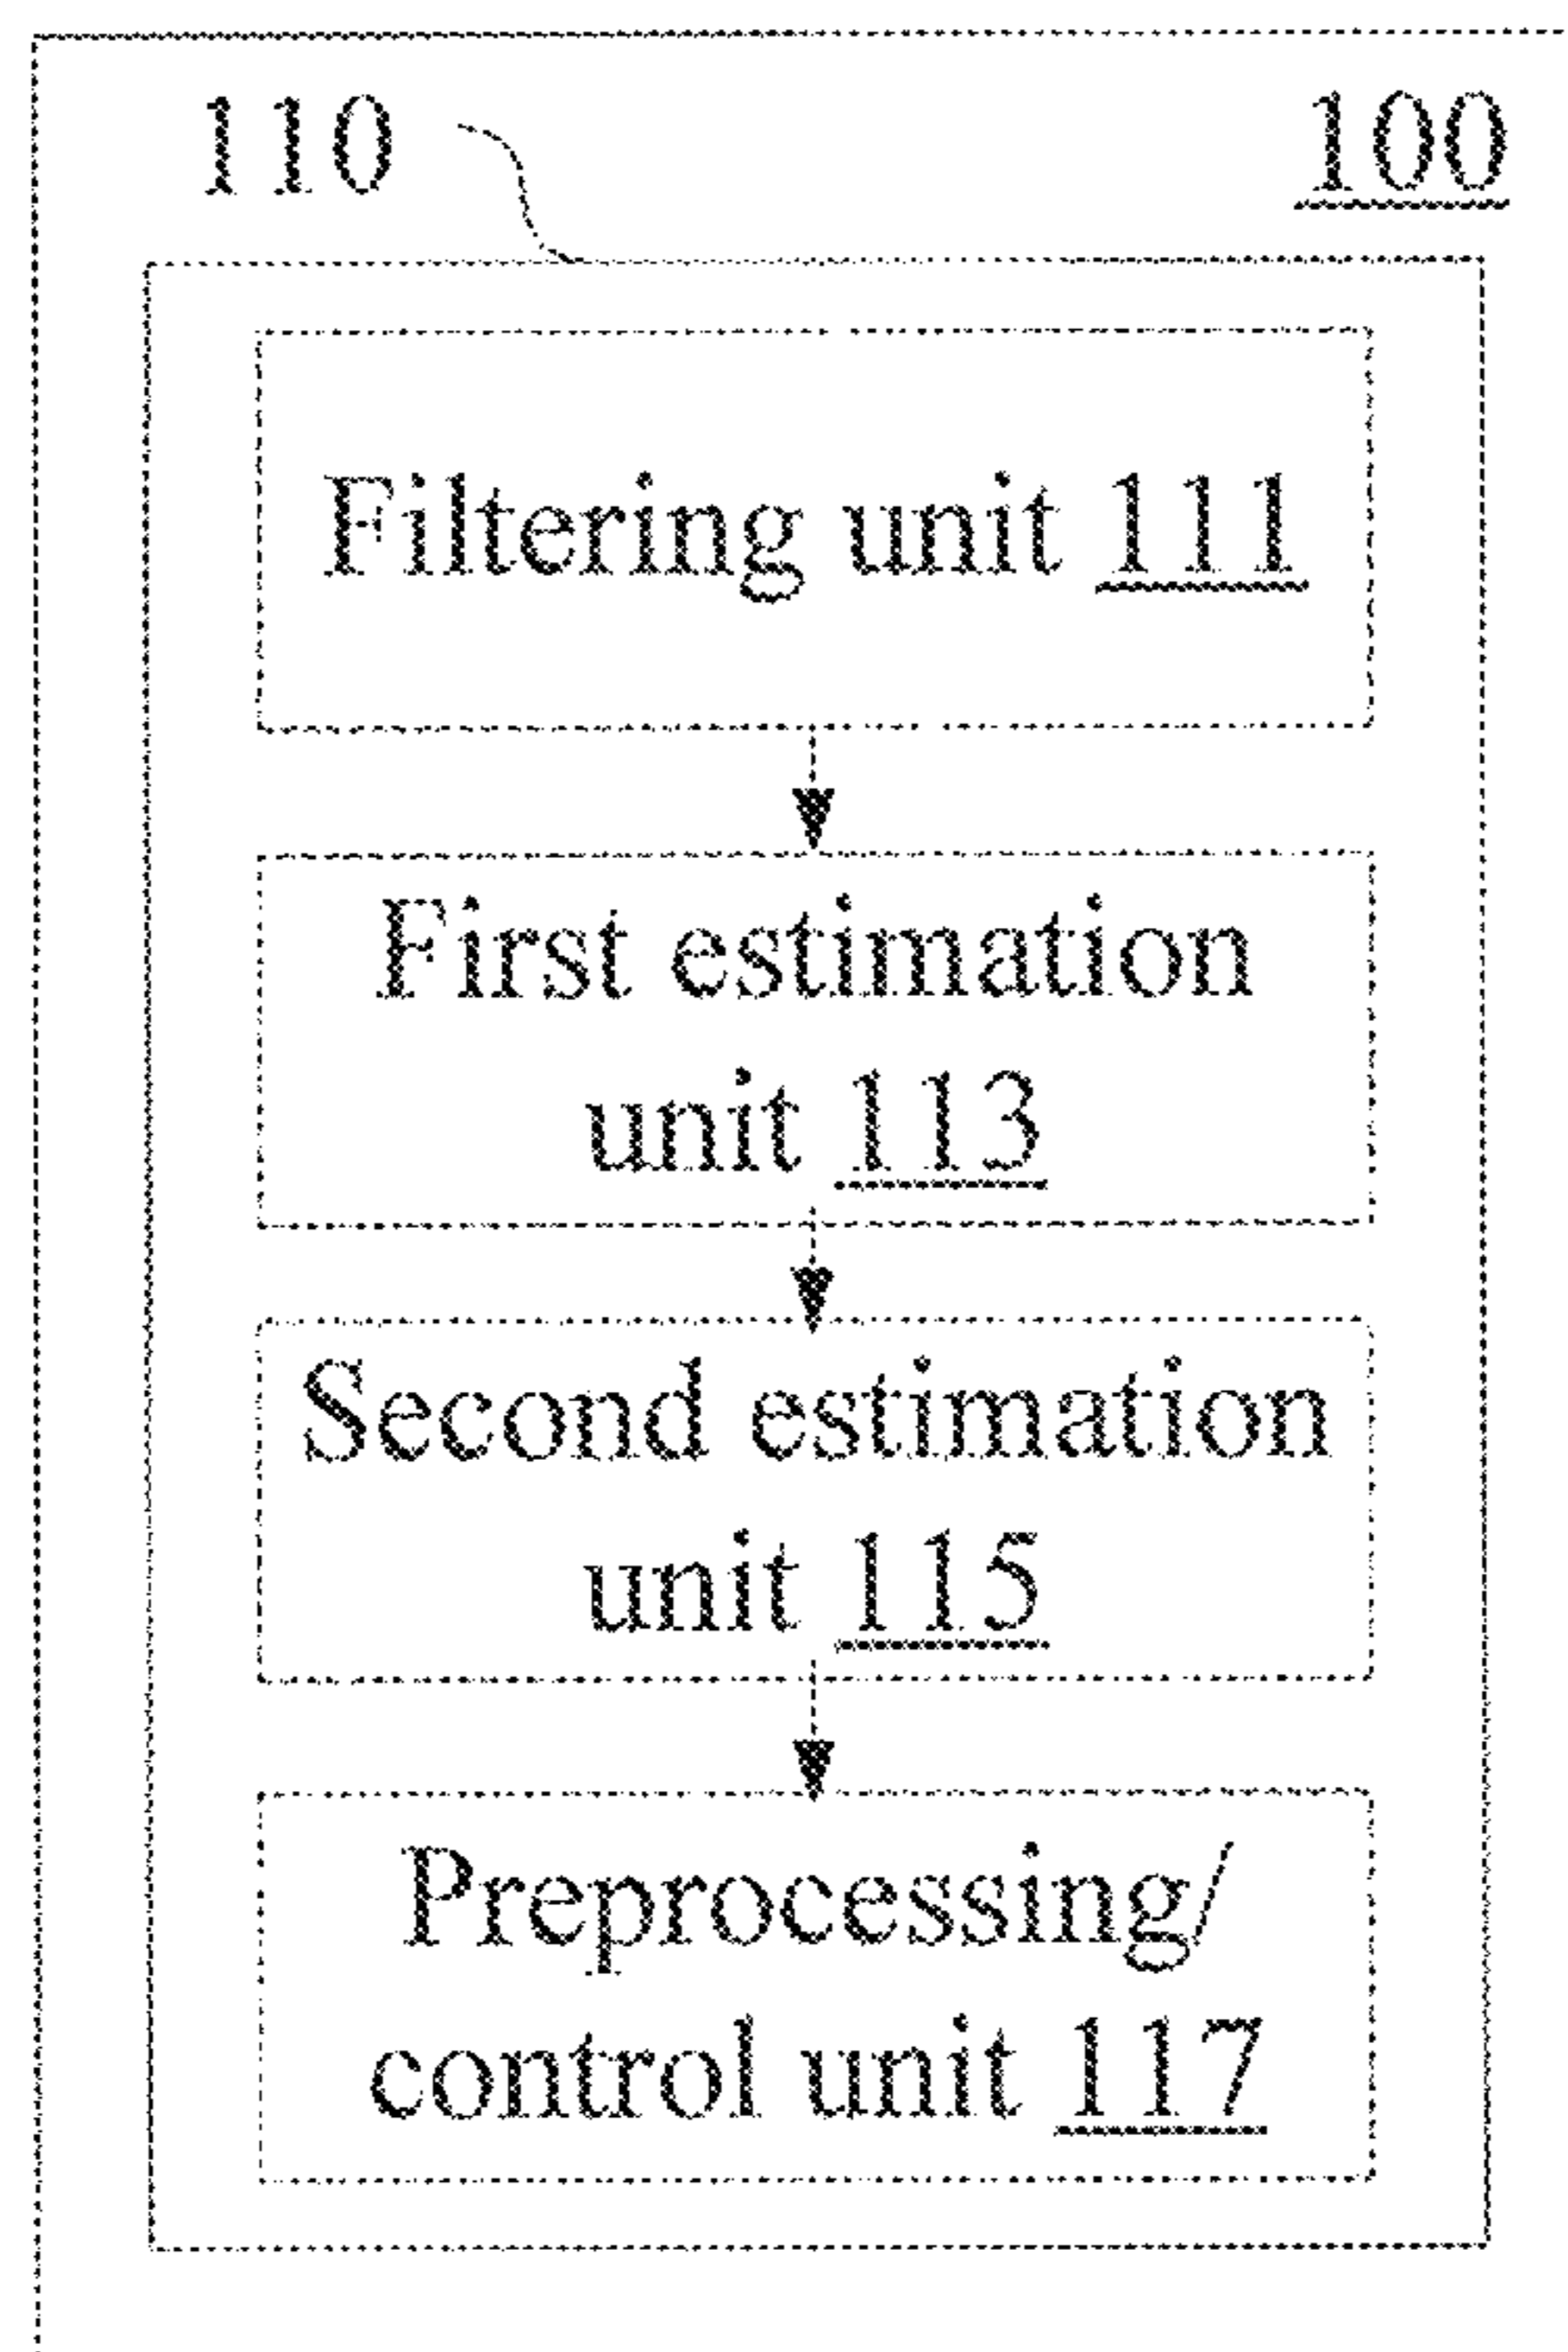 110
100
Filtering unit 111
First estimation
unit 113
Second estimation
unit 115
Preprocessing/
control unit 117